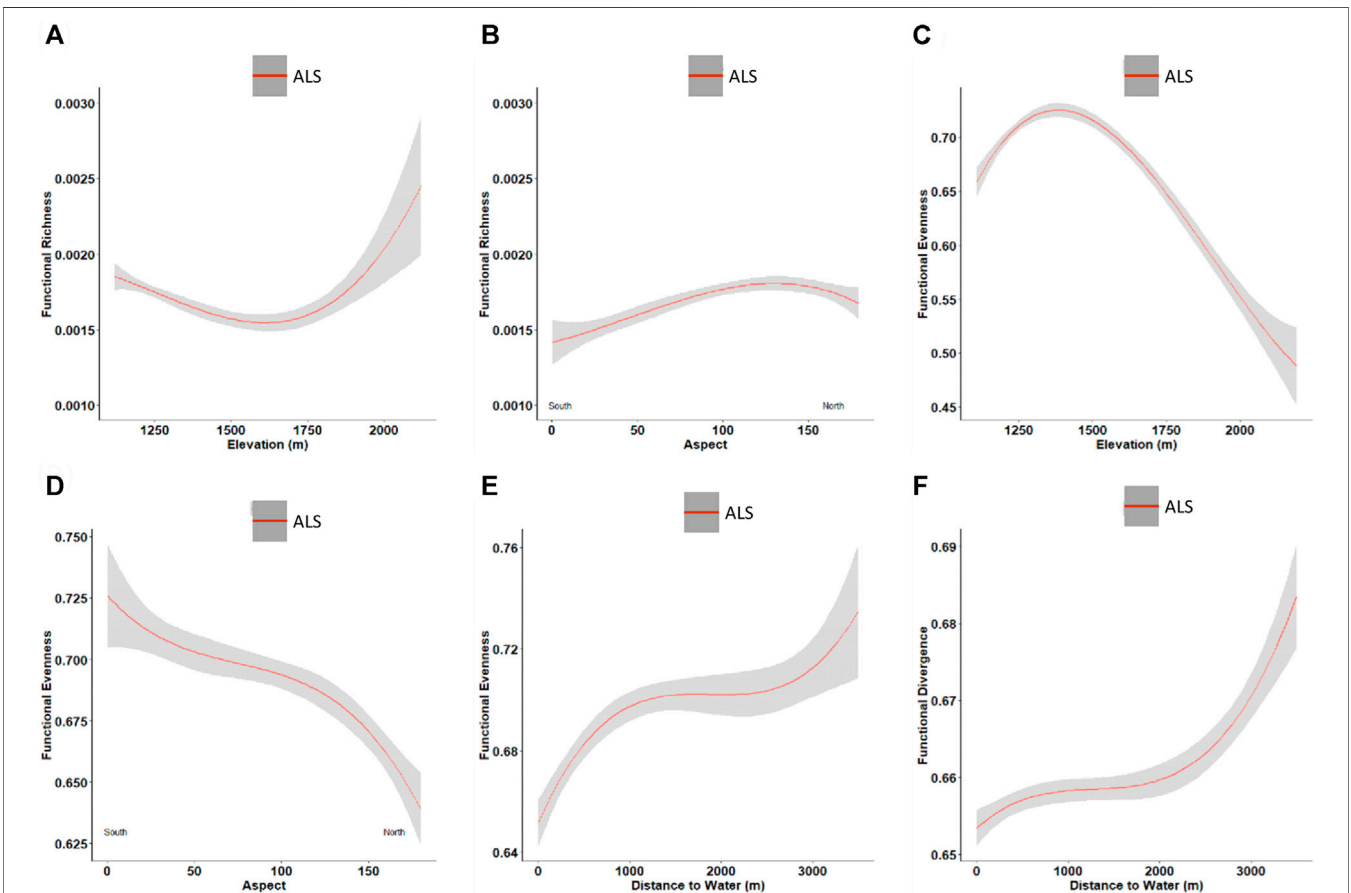 A
ALS
Functional Richness
0.0030
0.0025
0.0020
0.0015
0.0010
1250 1500 1750 2000
Elevation (m)
B
ALS
Functional Richness
0.0030
0.0025
0.0020
0.0015
0.0010
South North
0 50 100 150
Aspect
C
ALS
Functional Evenness
0.70
0.65
0.60
0.55
0.50
0.45
1250 1500 1750 2000
Elevation (m)
D
ALS
Functional Evenness
0.750
0.725
0.700
0.675
0.650
0.625
South North
0 50 100 150
Aspect
E
ALS
Functional Evenness
0.76
0.72
0.68
0.64
0 1000 2000 3000
Distance to Water (m)
F
ALS
Functional Divergence
0.69
0.68
0.67
0.66
0.65
0 1000 2000 3000
Distance to Water (m)